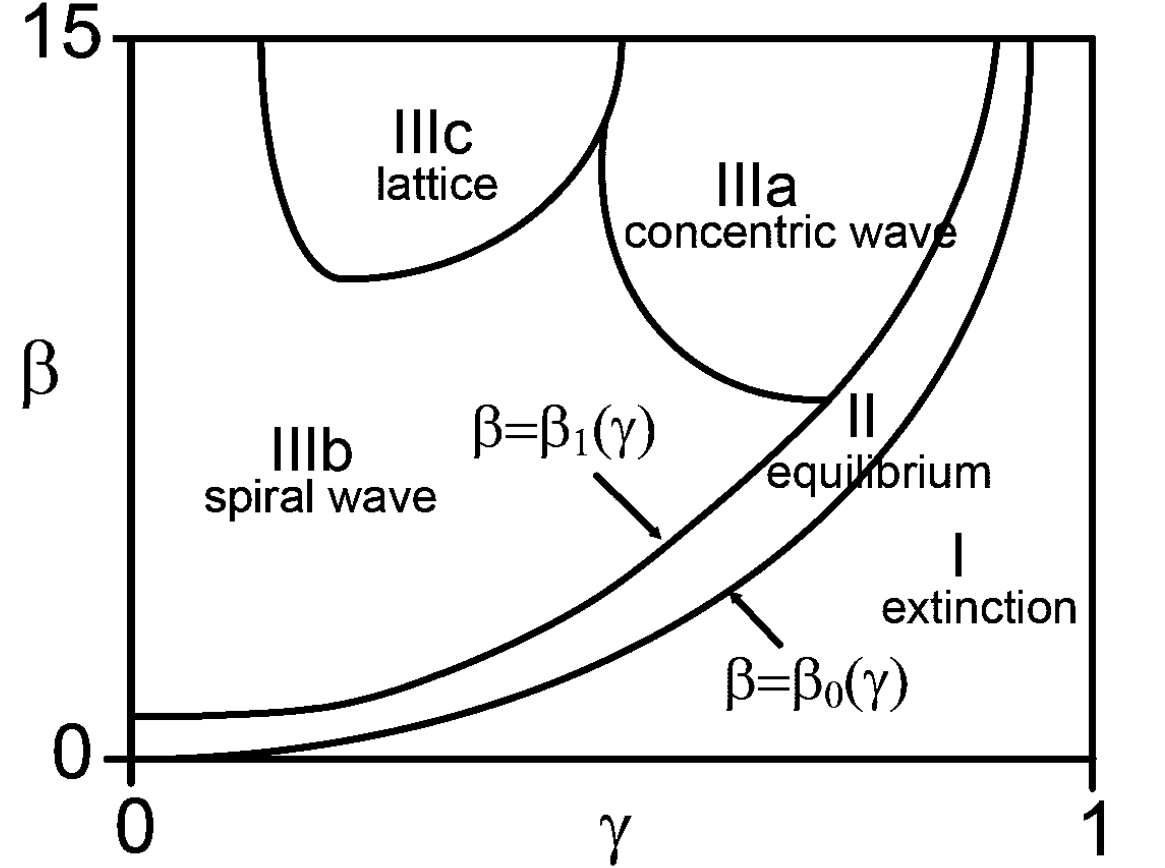 15
IIIc
lattice
IIIa
concentric wave
β
β=β₁(γ)
II
equilibrium
IIIb
spiral wave
I
extinction
β=β₀(γ)
0
0
γ
1